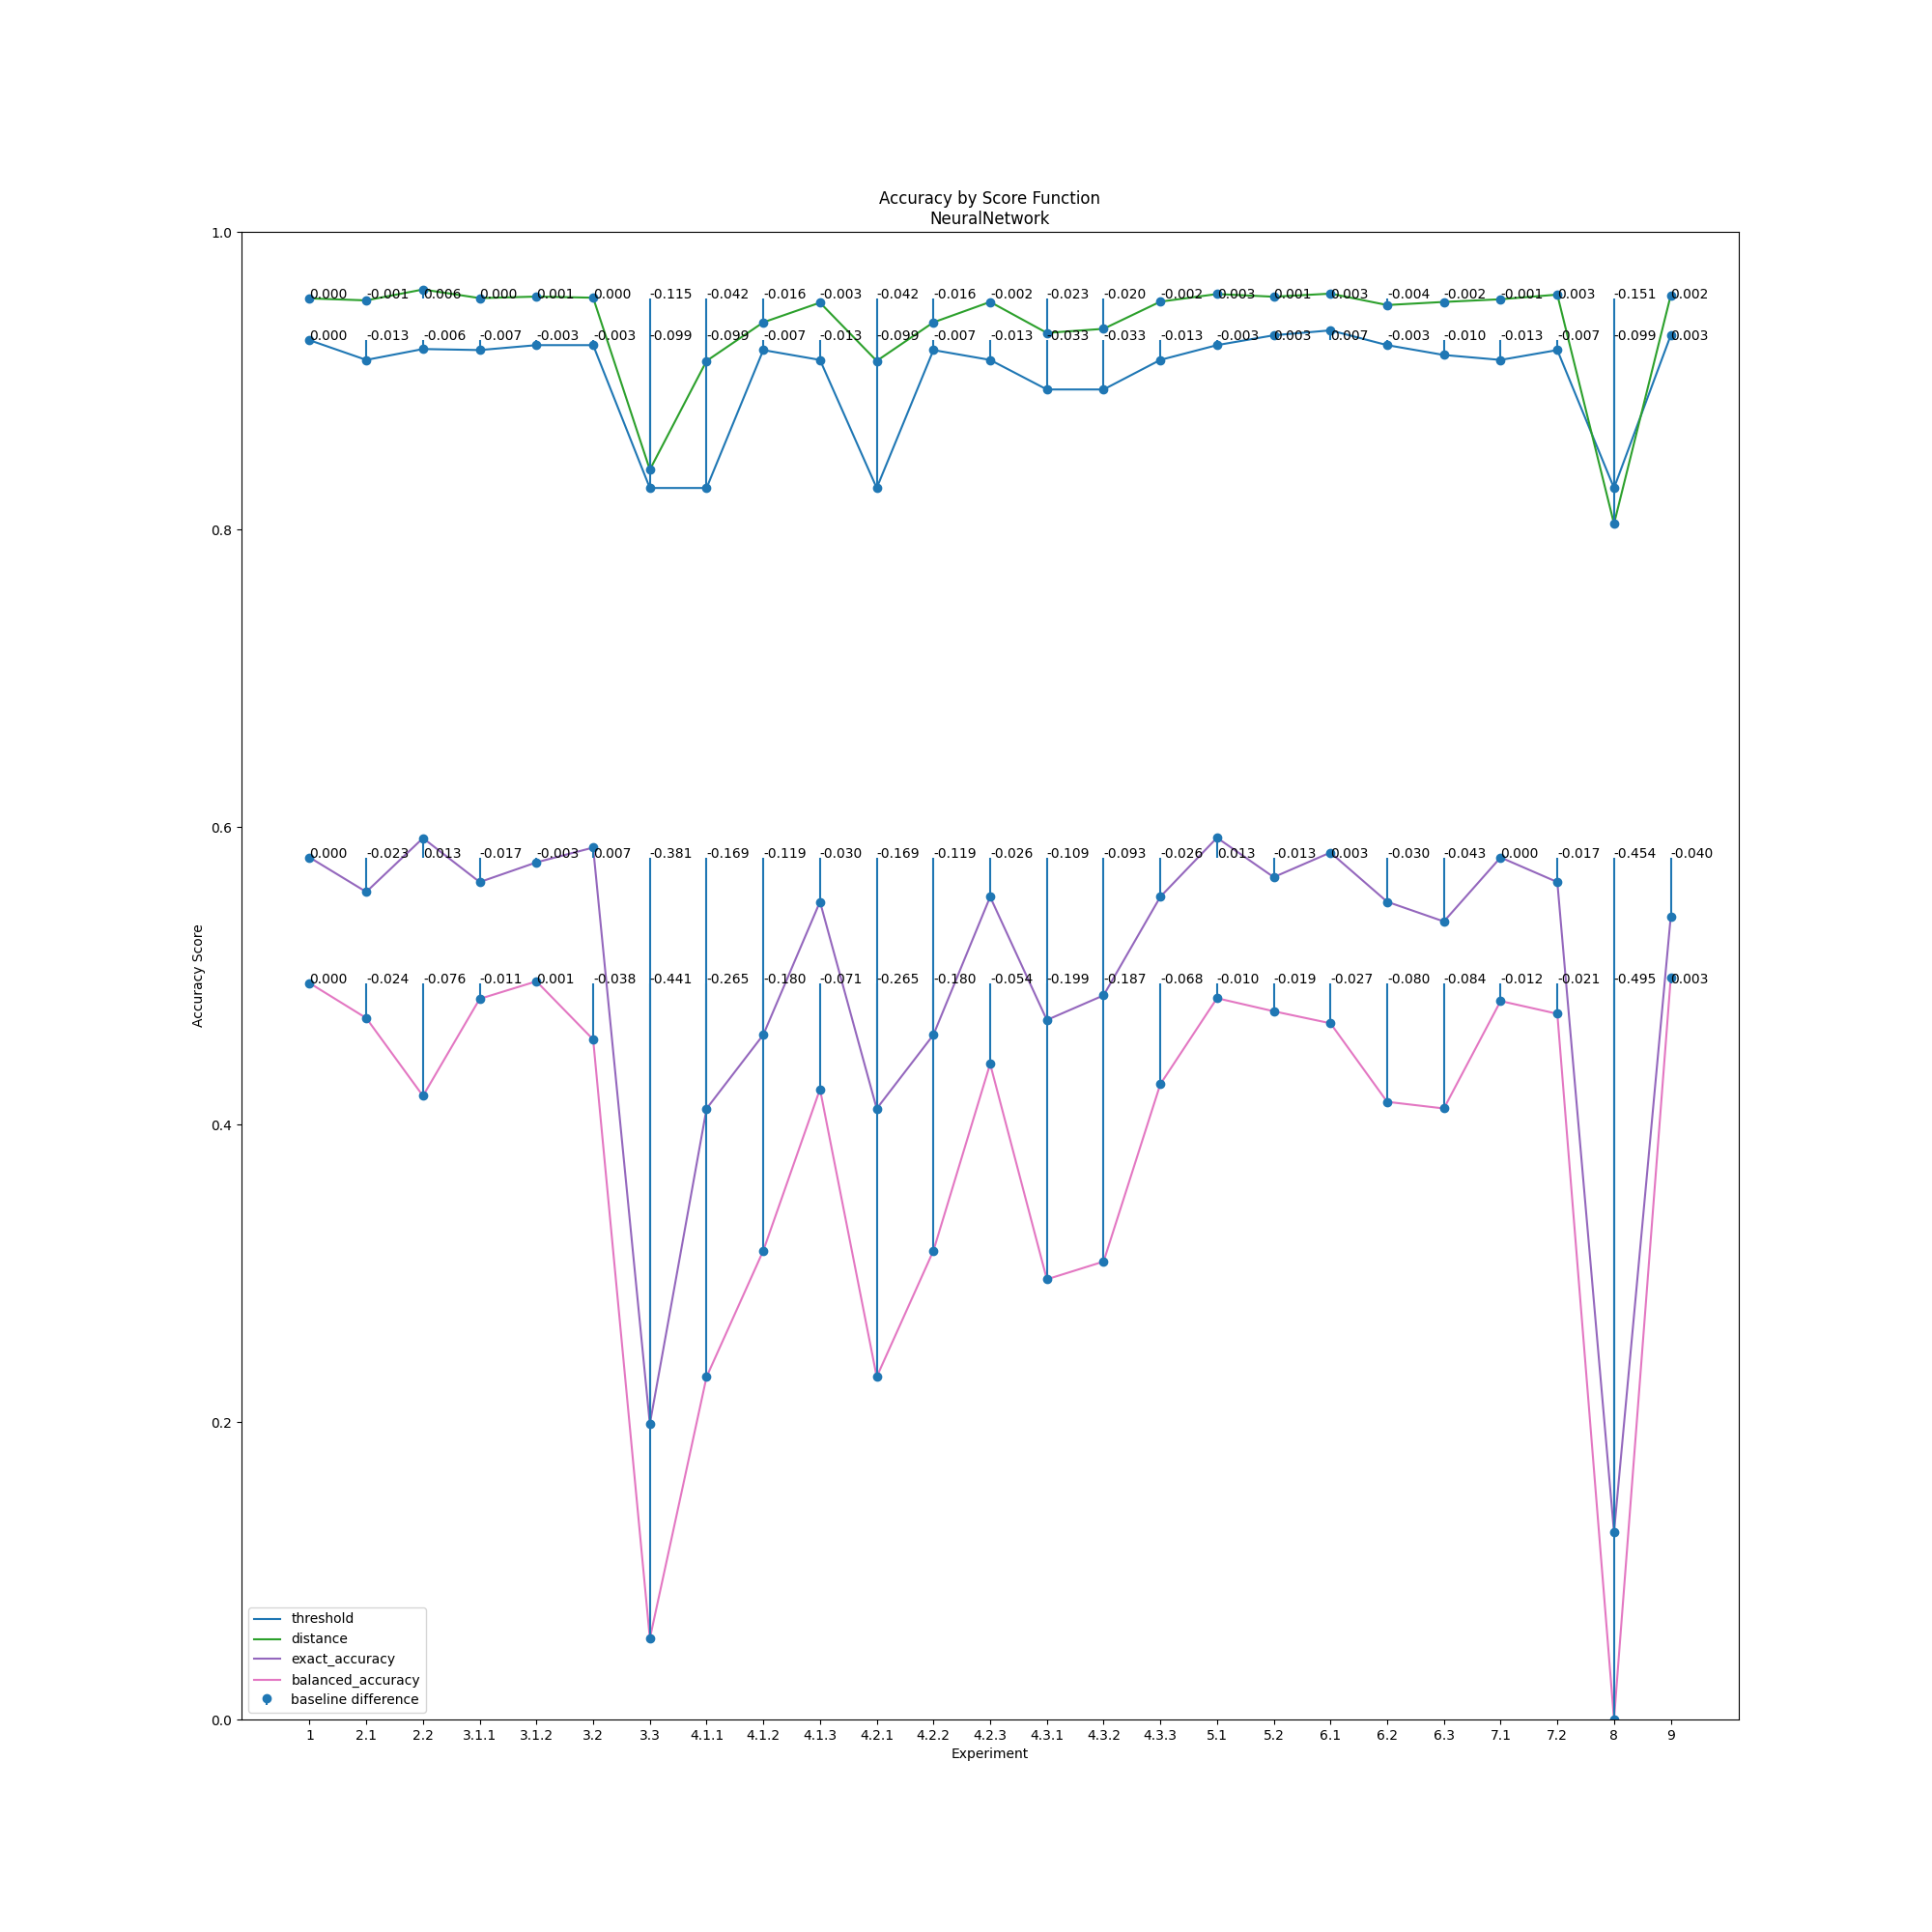 Accuracy by Score Function
NeuralNetwork
1.0
0.000 -0.001 0.006 0.000 0.001 0.000 -0.115 -0.042 -0.016 -0.003 -0.042 -0.016 -0.002 -0.023 -0.020 -0.002 0.003 0.001 0.003 -0.004 -0.002 -0.001 0.003 -0.151 0.002
0.000 -0.013 -0.006 -0.007 -0.003 -0.003 -0.099 -0.099 -0.007 -0.013 -0.099 -0.007 -0.013 -0.033 -0.033 -0.013 -0.003 0.003 0.007 -0.003 -0.010 -0.013 -0.007 -0.099 0.003
0.8
0.6
0.000 -0.023 0.013 -0.017 -0.003 0.007 -0.381 -0.169 -0.119 -0.030 -0.169 -0.119 -0.026 -0.109 -0.093 -0.026 0.013 -0.013 0.003 -0.030 -0.043 0.000 -0.017 -0.454 -0.040
0.000 -0.024 -0.076 -0.011 0.001 -0.038 -0.441 -0.265 -0.180 -0.071 -0.265 -0.180 -0.054 -0.199 -0.187 -0.068 -0.010 -0.019 -0.027 -0.080 -0.084 -0.012 -0.021 -0.495 0.003
Accuracy Score
0.4
0.2
threshold
distance
exact_accuracy
balanced_accuracy
baseline difference
0.0
1 2.1 2.2 3.1.1 3.1.2 3.2 3.3 4.1.1 4.1.2 4.1.3 4.2.1 4.2.2 4.2.3 4.3.1 4.3.2 4.3.3 5.1 5.2 6.1 6.2 6.3 7.1 7.2 8 9
Experiment